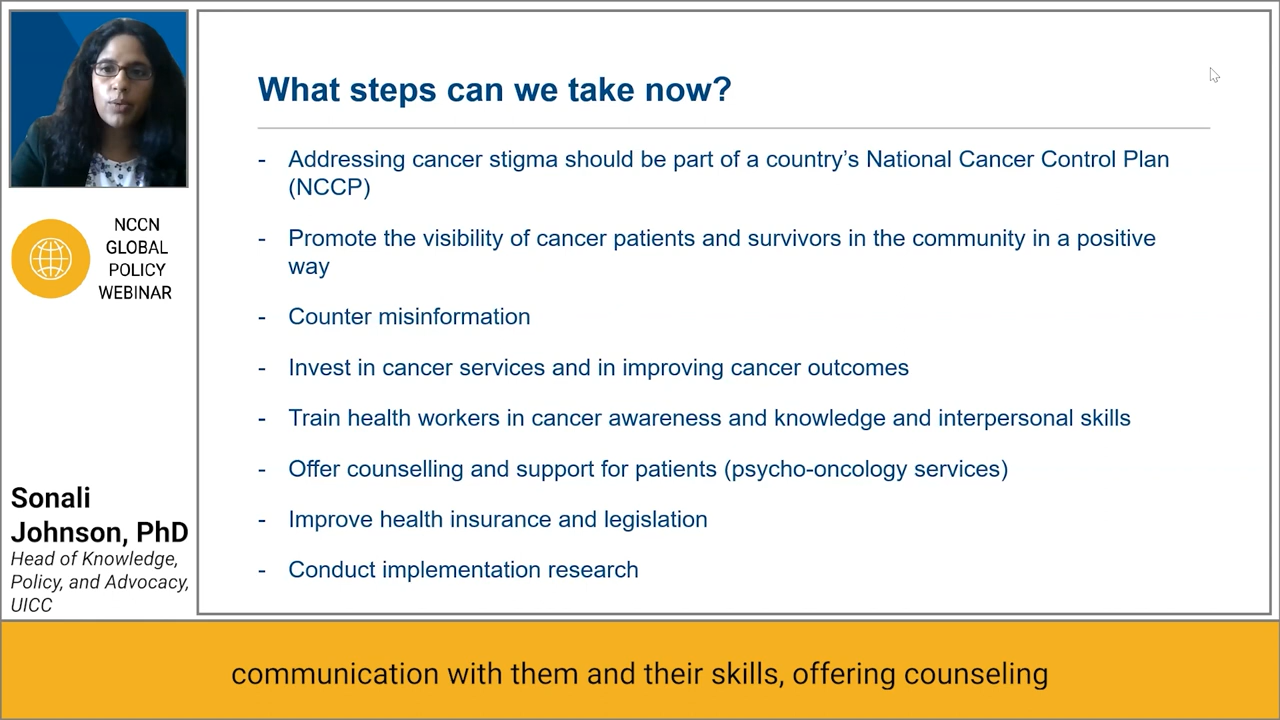 What steps can we take now?
- Addressing cancer stigma should be part of a country’s National Cancer Control Plan
(NCCP)
- Promote the visibility of cancer patients and survivors in the community in a positive
way
- Counter misinformation
- Invest in cancer services and in improving cancer outcomes
- Train health workers in cancer awareness and knowledge and interpersonal skills
- Offer counselling and support for patients (psycho-oncology services)
- Improve health insurance and legislation
- Conduct implementation research
NCCN
GLOBAL
POLICY
WEBINAR
Sonali
Johnson, PhD
Head of Knowledge,
Policy, and Advocacy,
UICC
communication with them and their skills, offering counseling